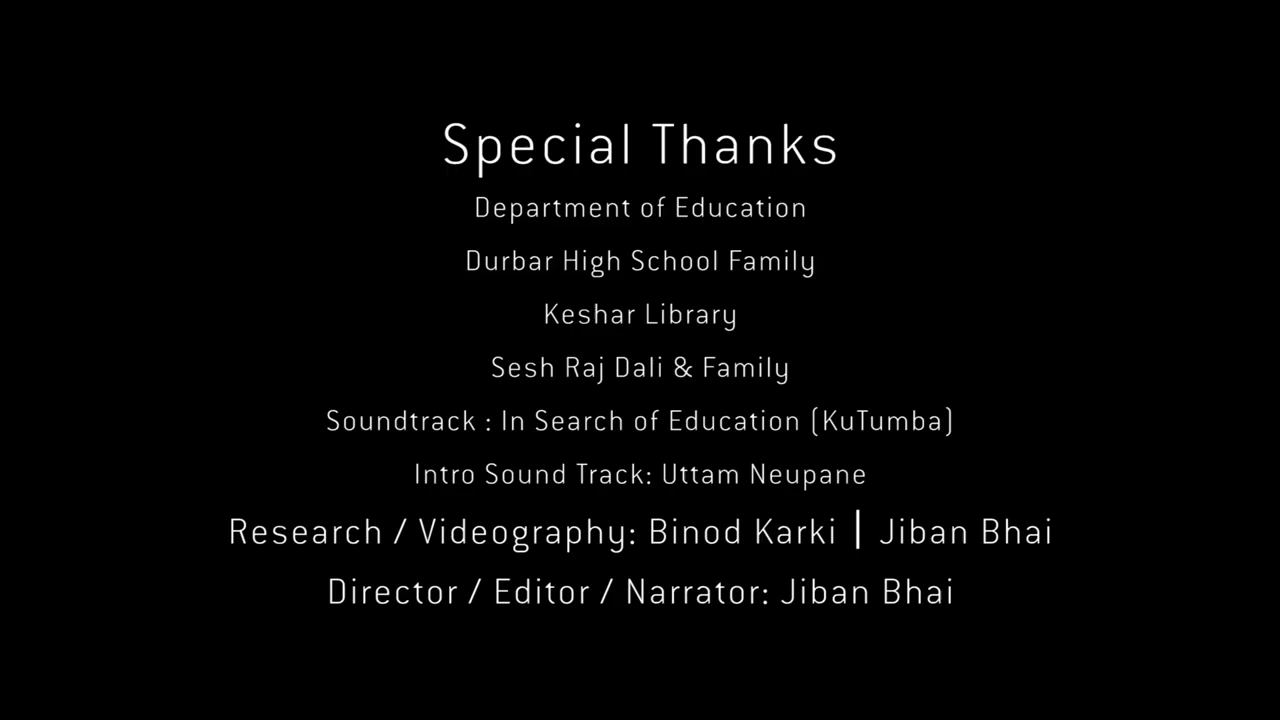 Special Thanks
Department of Education
Durbar High School Family
Keshar Library
Sesh Raj Dali & Family
Soundtrack : In Search of Education (KuTumba)
Intro Sound Track: Uttam Neupane
Research / Videography: Binod Karki | Jiban Bhai
Director / Editor / Narrator: Jiban Bhai